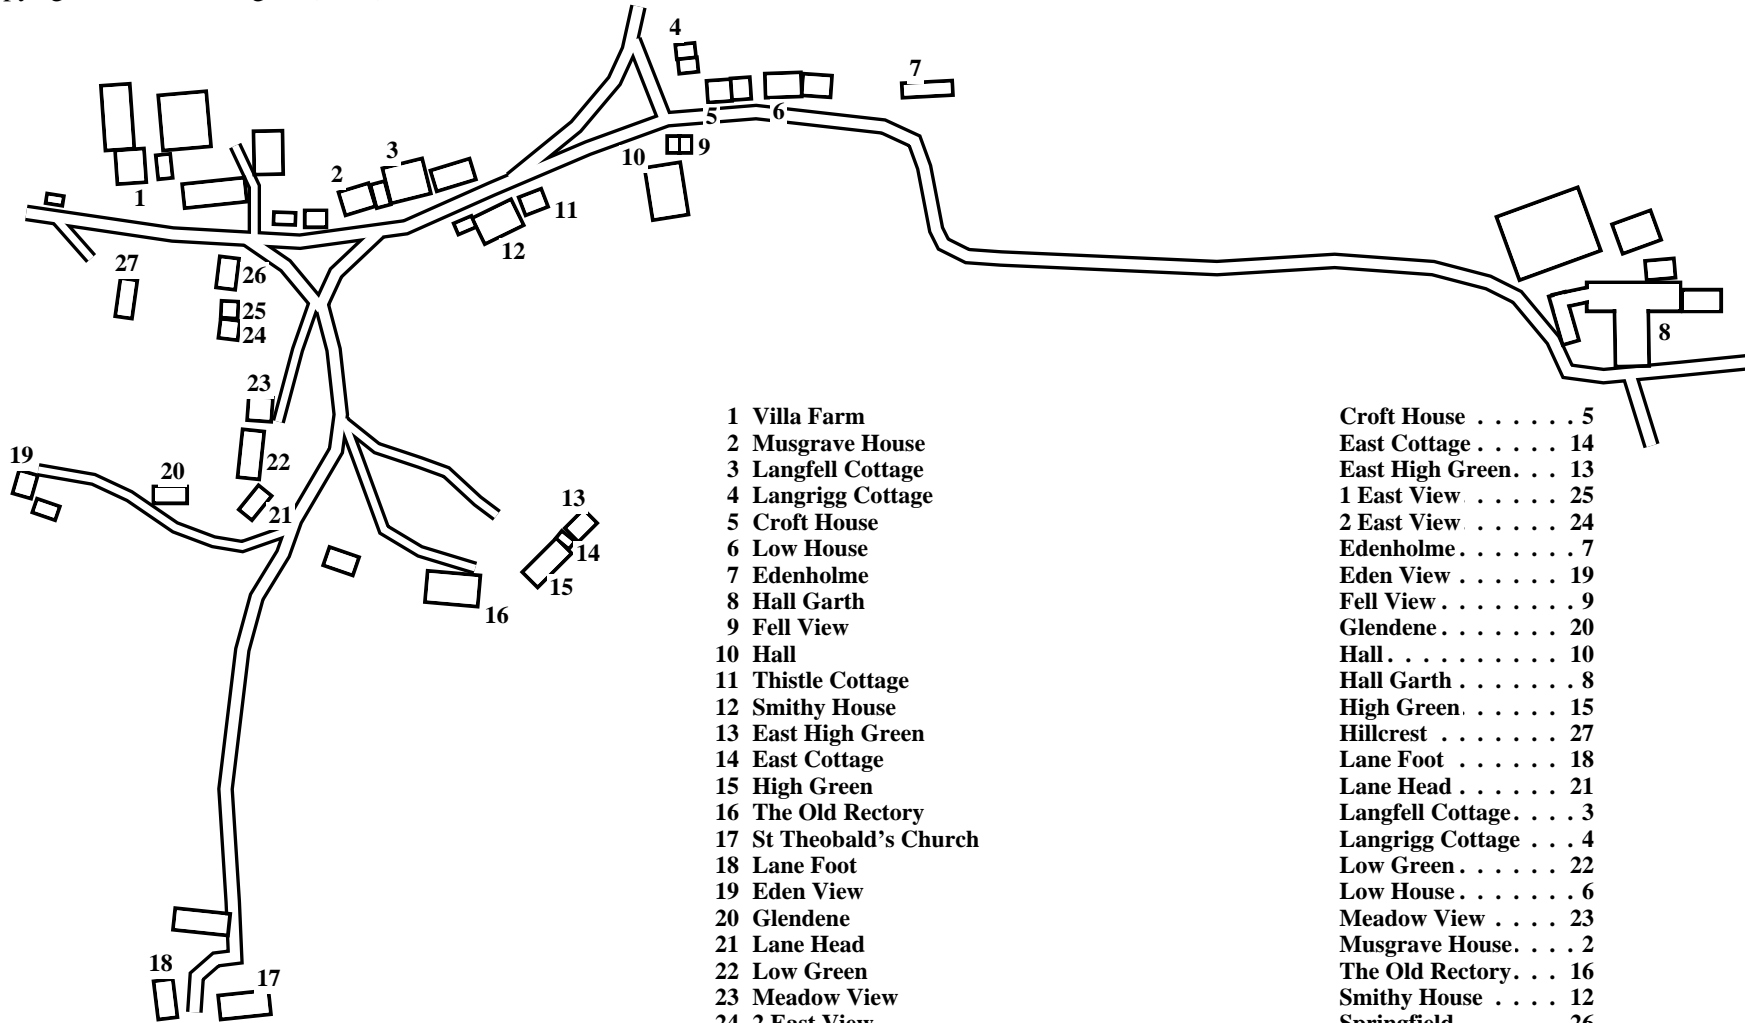 4
7
5
6
3
2
10
9
1
11
12
27
26
25
24
8
23
19
20
22
21
13
14
15
16
18
17
1 Villa Farm
2 Musgrave House
3 Langfell Cottage
4 Langrigg Cottage
5 Croft House
6 Low House
7 Edenholme
8 Hall Garth
9 Fell View
10 Hall
11 Thistle Cottage
12 Smithy House
13 East High Green
14 East Cottage
15 High Green
16 The Old Rectory
17 St Theobald's Church
18 Lane Foot
19 Eden View
20 Glendene
21 Lane Head
22 Low Green
23 Meadow View
24 2 East View
Croft House . . . . . . 5
East Cottage . . . . . 14
East High Green. . . 13
1 East View. . . . . . 25
2 East View. . . . . . 24
Edenholme. . . . . . . 7
Eden View . . . . . . 19
Fell View. . . . . . . . 9
Glendene. . . . . . . 20
Hall. . . . . . . . . . 10
Hall Garth . . . . . . . 8
High Green. . . . . . 15
Hillcrest . . . . . . . 27
Lane Foot . . . . . . 18
Lane Head . . . . . . 21
Langfell Cottage. . . . 3
Langrigg Cottage . . . 4
Low Green. . . . . . 22
Low House. . . . . . . 6
Meadow View . . . . 23
Musgrave House. . . . 2
The Old Rectory. . . 16
Smithy House . . . . 12
Springfield . . . . . . 26